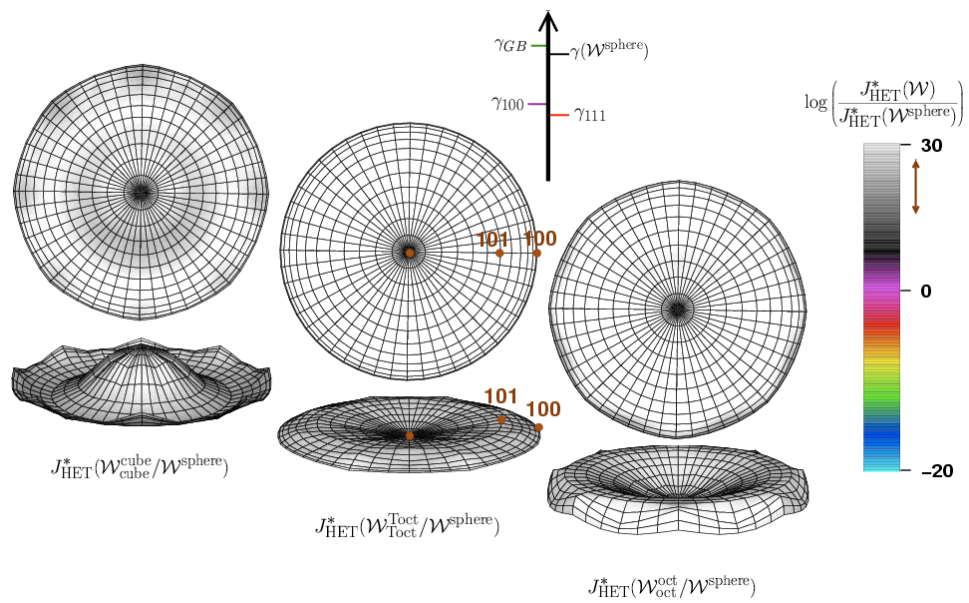 γ_GB
γ(𝒲^sphere)
γ_100
γ_111
log( J*_HET(𝒲) / J*_HET(𝒲^sphere) )
30
0
−20
101
100
101
100
J*_HET(𝒲^cube_cube/𝒲^sphere)
J*_HET(𝒲^Toct_Toct/𝒲^sphere)
J*_HET(𝒲^oct_oct/𝒲^sphere)